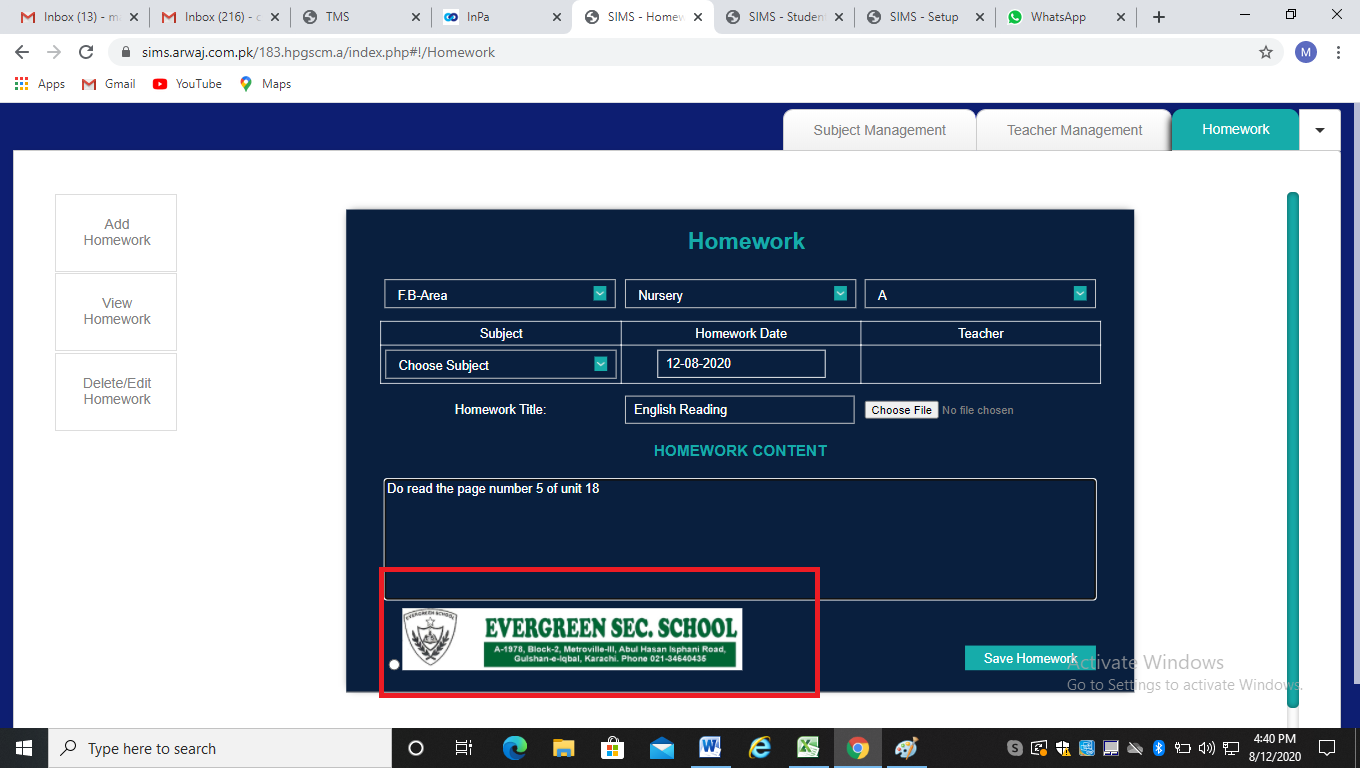 Inbox (13) - ma
Inbox (216) - c
TMS
InPa
SIMS - Homew
SIMS - Student
SIMS - Setup
WhatsApp
sims.arwaj.com.pk/183.hpgscm.a/index.php#!/Homework
M
Apps
Gmail
YouTube
Maps
Subject Management
Teacher Management
Homework
Add
Homework
View
Homework
Delete/Edit
Homework
Homework
F.B-Area
Nursery
A
Subject
Homework Date
Teacher
Choose Subject
12-08-2020
Homework Title:
English Reading
Choose File
No file chosen
HOMEWORK CONTENT
Do read the page number 5 of unit 18
EVERGREEN SCHOOL
EVERGREEN SEC. SCHOOL
A-1978, Block-2, Metroville-III, Abul Hasan Isphani Road,
Gulshan-e-Iqbal, Karachi. Phone 021-34640435
Save Homework
Activate Windows
Go to Settings to activate Windows.
Type here to search
4:40 PM
8/12/2020